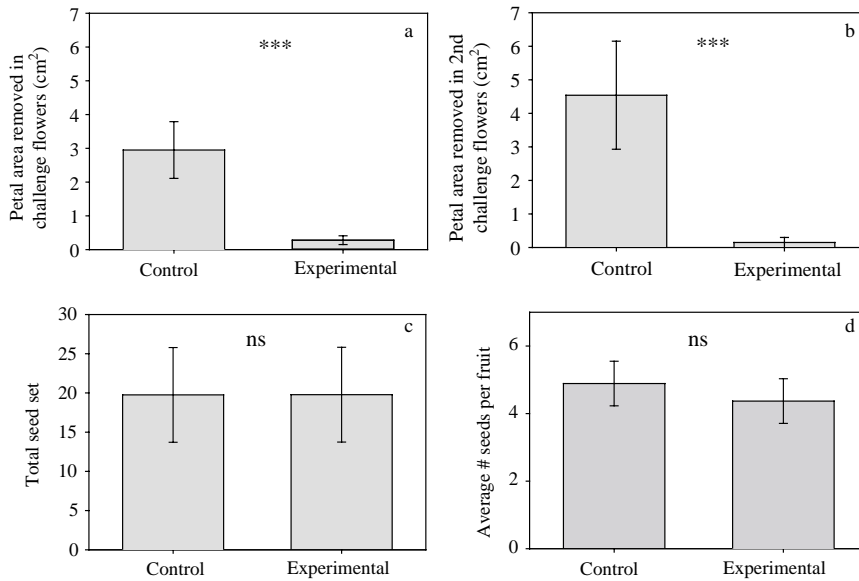 Petal area removed in
challenge flowers (cm²)
7
6
5
4
3
2
1
0
a
***
Control
Experimental
Petal area removed in 2nd
challenge flowers (cm²)
7
6
5
4
3
2
1
0
b
***
Control
Experimental
Total seed set
30
25
20
15
10
5
0
c
ns
Control
Experimental
Average # seeds per fruit
6
4
2
0
d
ns
Control
Experimental